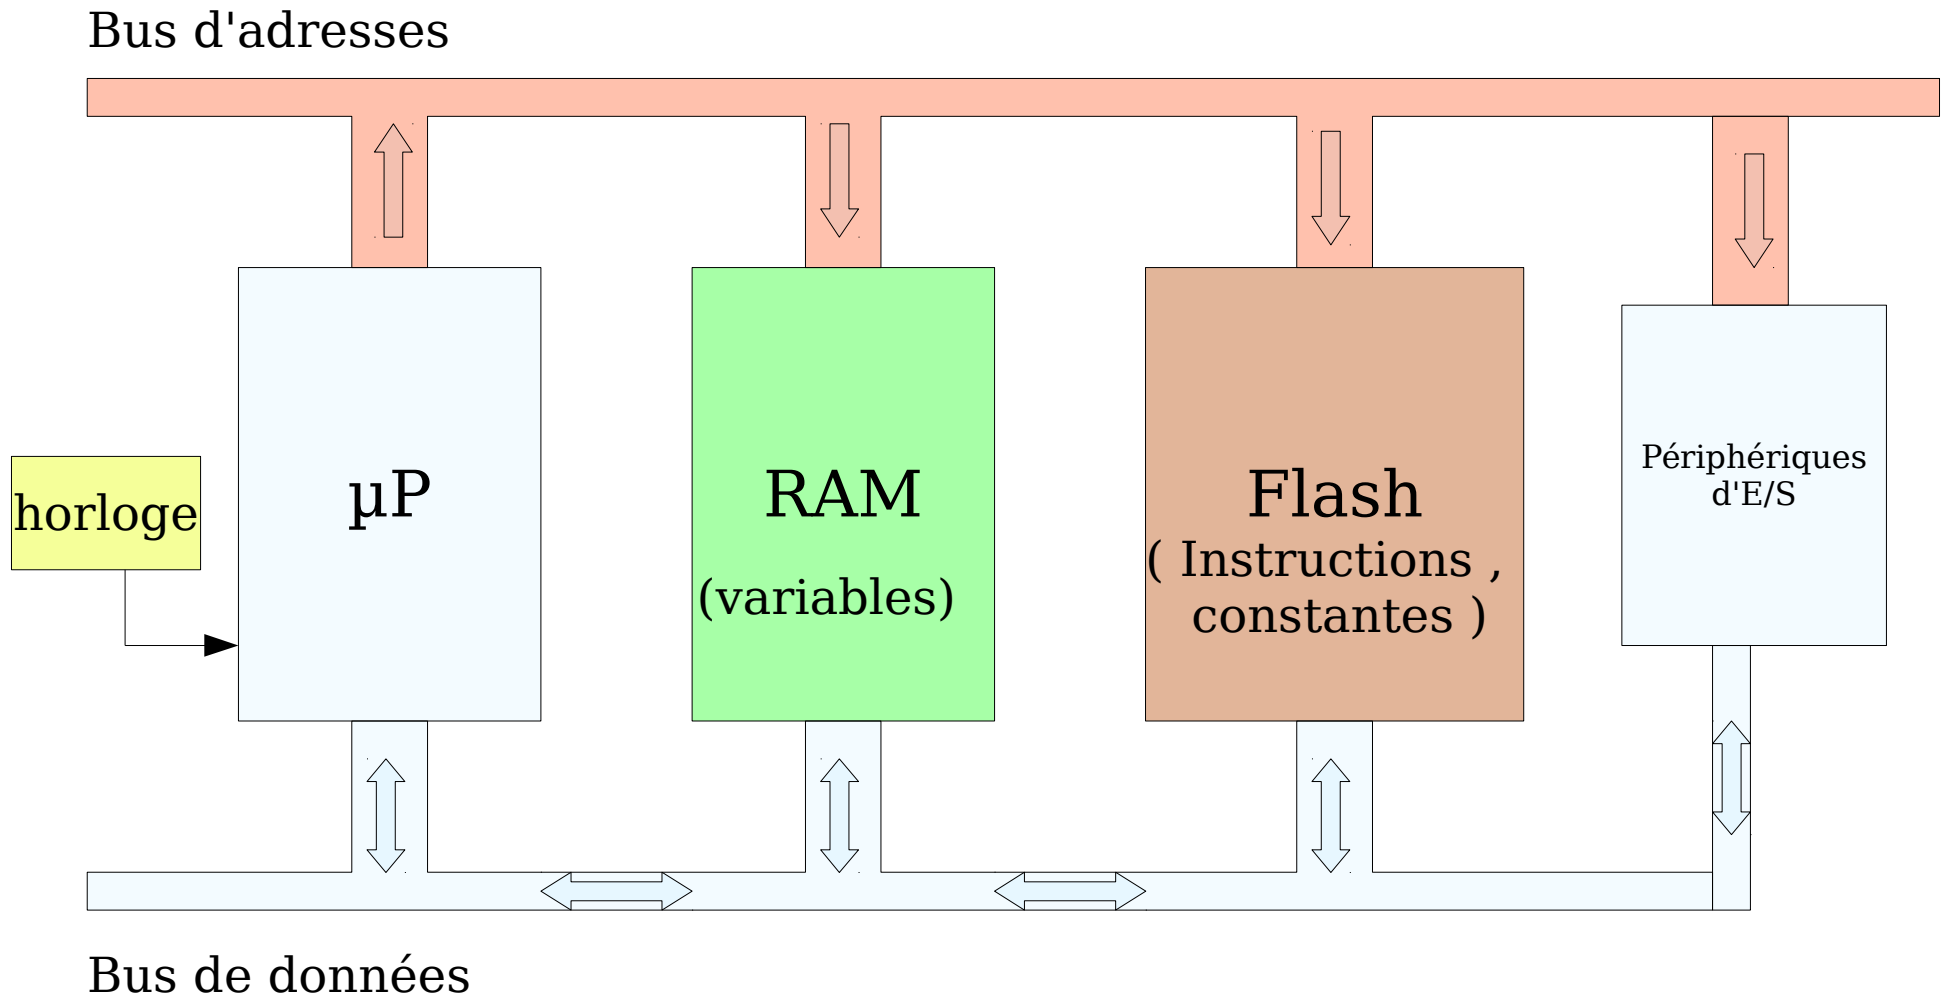 Bus d'adresses
horloge
µP
RAM
(variables)
Flash
( Instructions ,
constantes )
Périphériques
d'E/S
Bus de données